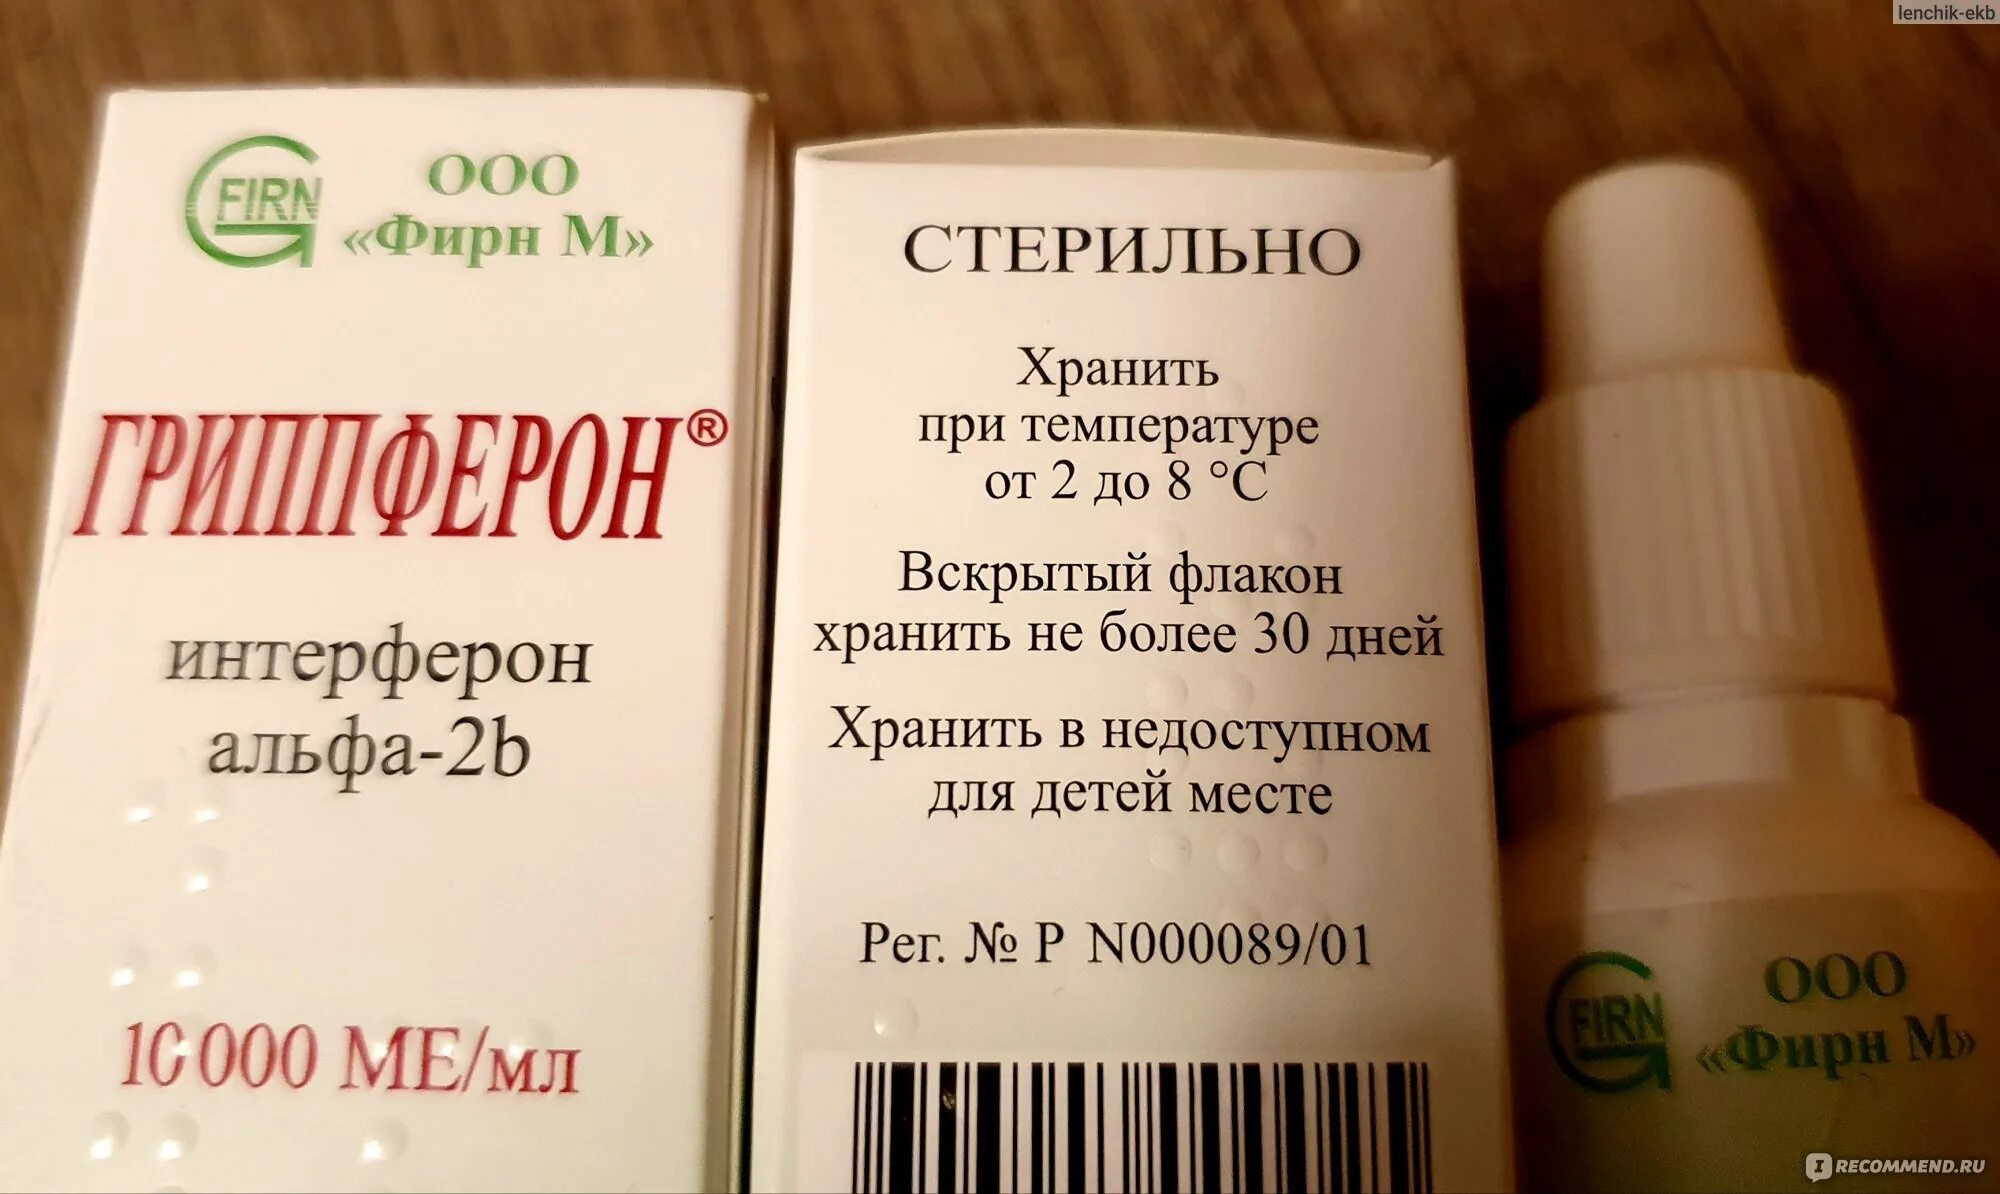 lenchik-ekb
FIRN
ООО
«Фирн М»
ГРИППФЕРОН®
интерферон
альфа-2b
10 000 МЕ/мл
СТЕРИЛЬНО
Хранить
при температуре
от 2 до 8 °С
Вскрытый флакон
хранить не более 30 дней
Хранить в недоступном
для детей месте
Рег. № Р N000089/01
FIRN
ООО
«Фирн М»
IRECOMMEND.RU